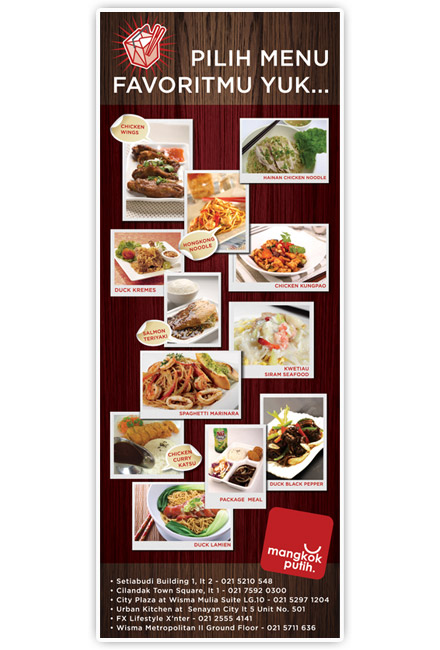 PILIH MENU
FAVORITMU YUK...
CHICKEN
WINGS
HAINAN CHICKEN NOODLE
HONGKONG
NOODLE
DUCK KREMES
CHICKEN KUNGPAO
SALMON
TERIYAKI
KWETIAU
SIRAM SEAFOOD
SPAGHETTI MARINARA
CHICKEN
CURRY
KATSU
PACKAGE MEAL
DUCK BLACK PEPPER
DUCK LAMIEN
mangkok
putih.
• Setiabudi Building 1, lt 2 - 021 5210 548
• Cilandak Town Square, lt 1 - 021 7592 0300
• City Plaza at Wisma Mulia Suite LG.10 - 021 5297 1204
• Urban Kitchen at Senayan City lt 5 Unit No. 501
• FX Lifestyle X'nter - 021 2555 4141
• Wisma Metropolitan II Ground Floor - 021 5711 636